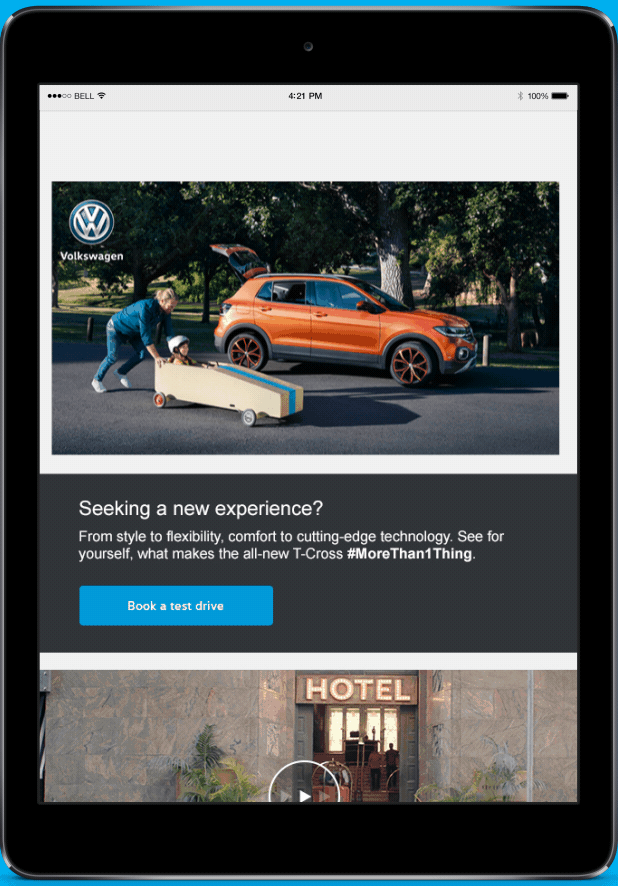 BELL 4:21 PM 100%
Volkswagen
Seeking a new experience?
From style to flexibility, comfort to cutting-edge technology. See for
yourself, what makes the all-new T-Cross #MoreThan1Thing.
Book a test drive
HOTEL